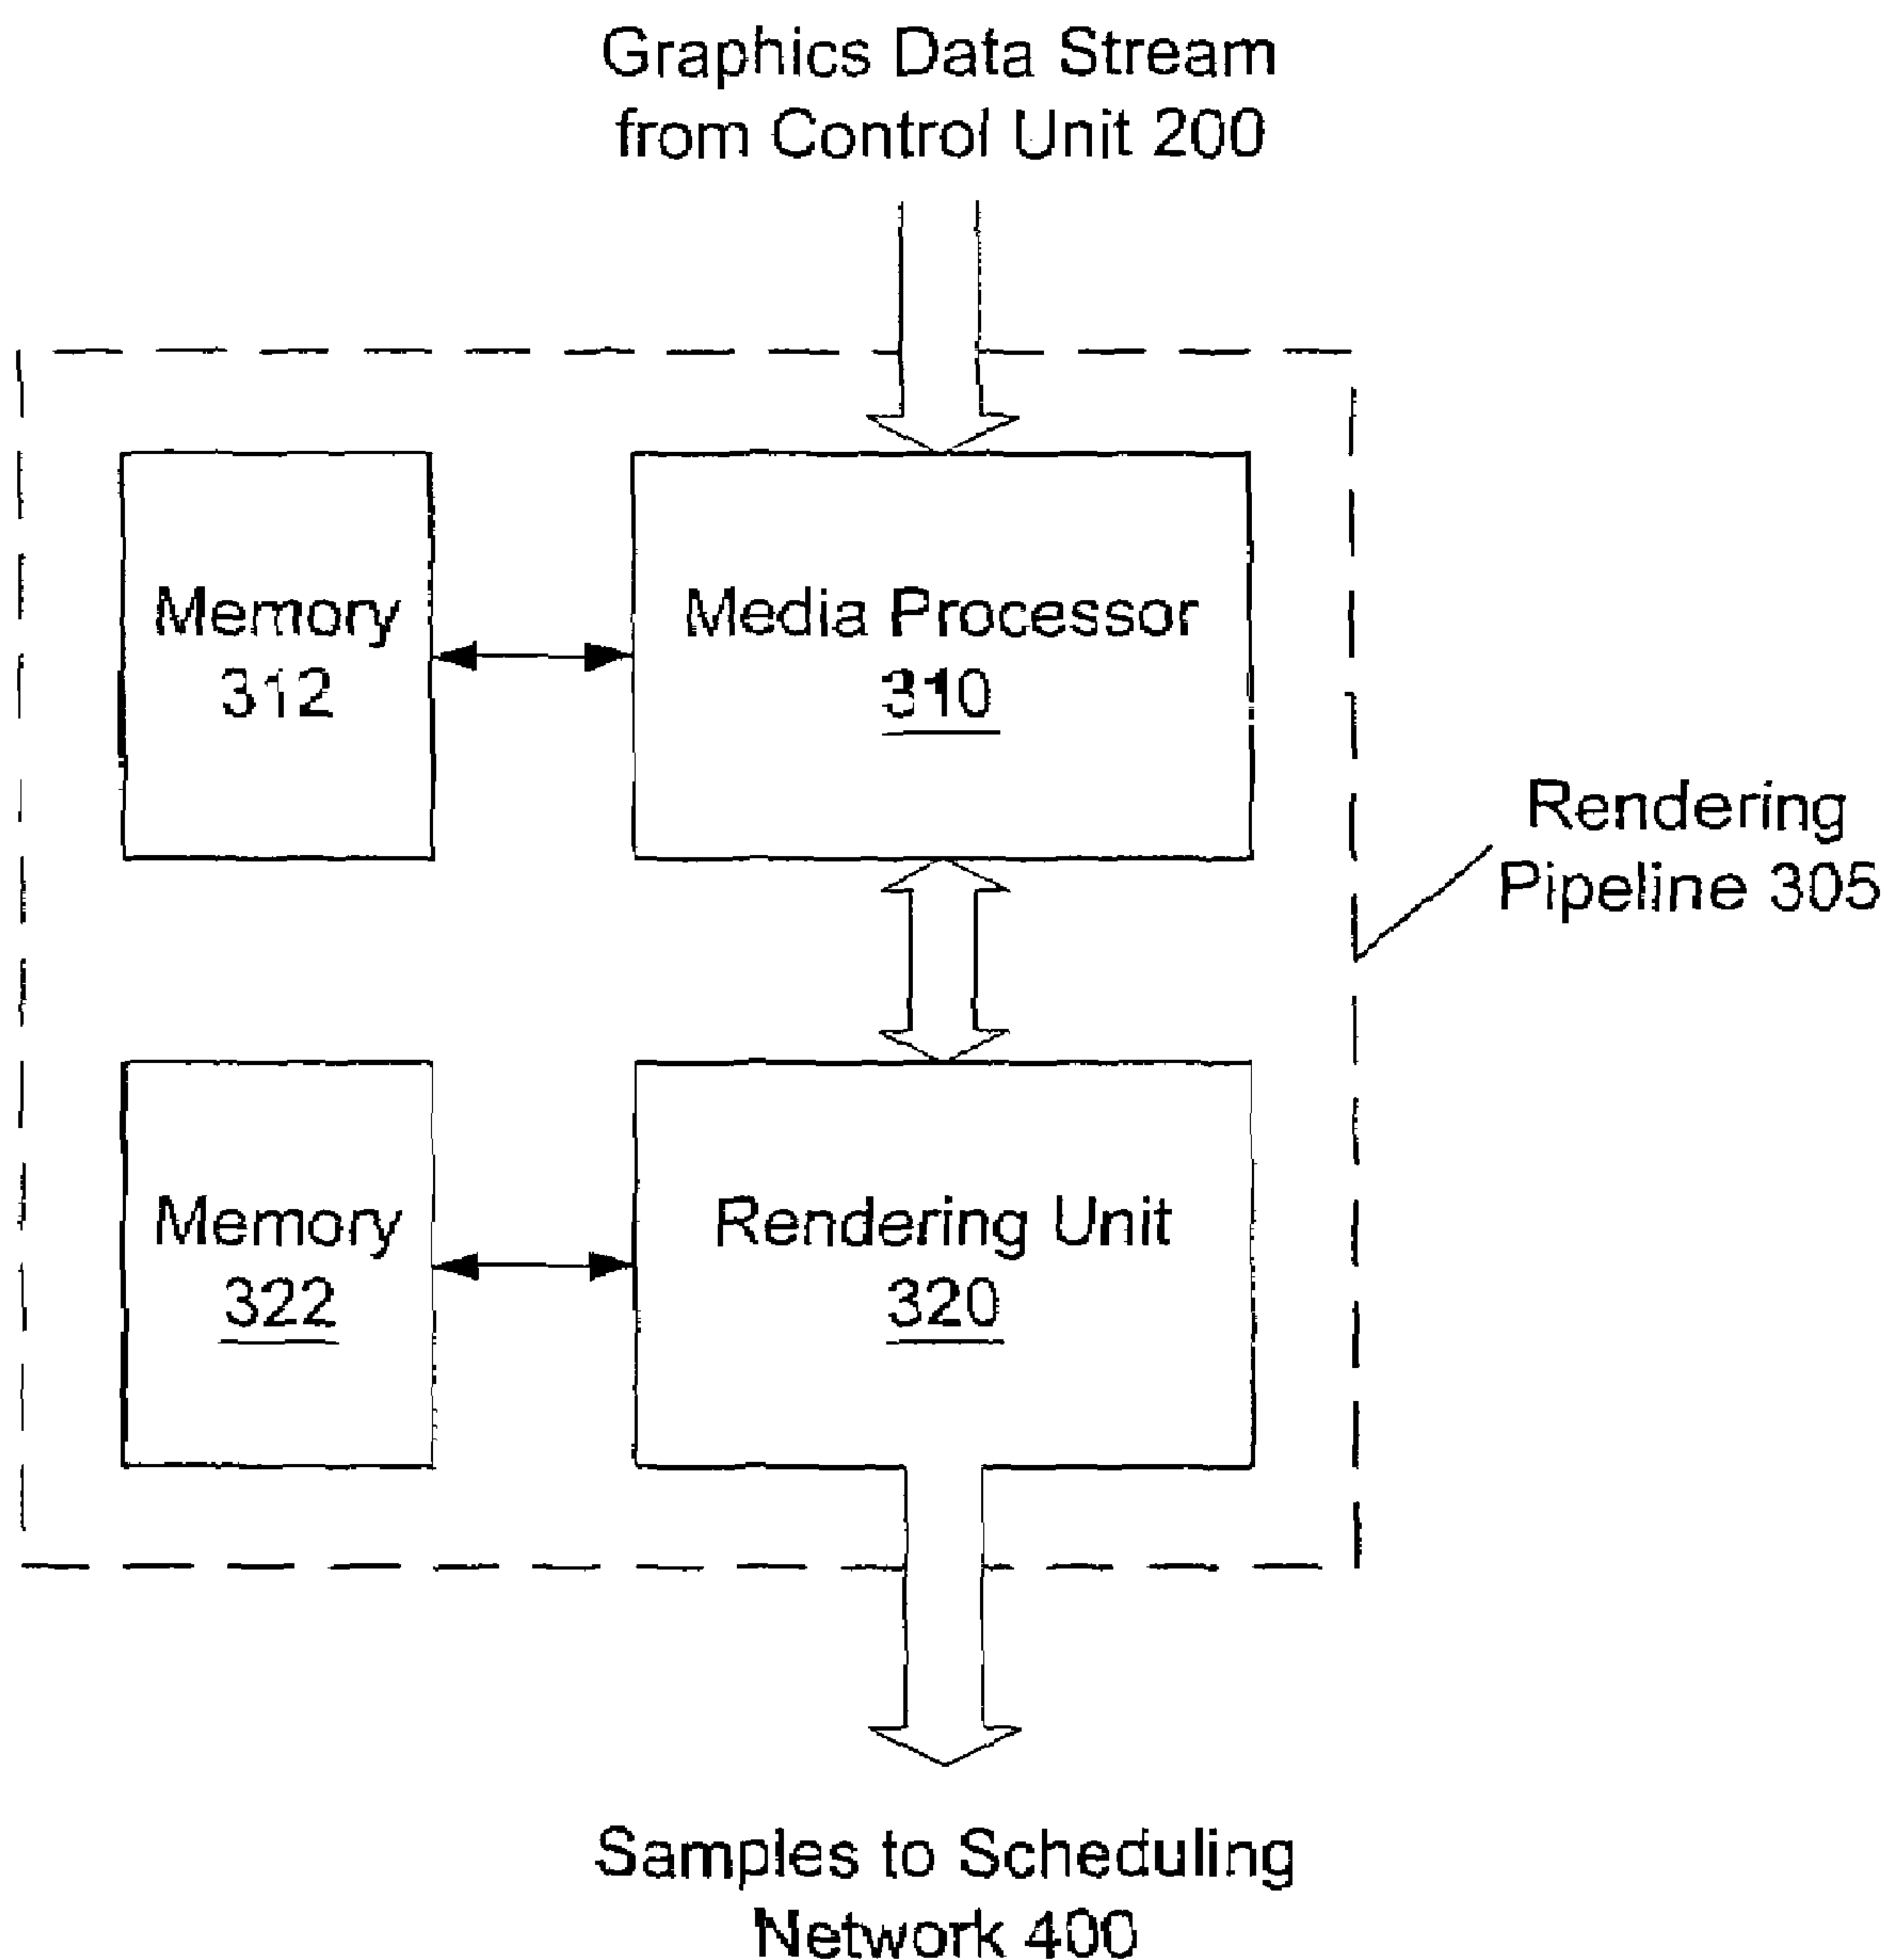 Graphics Data Stream
from Control Unit 200
Memory
312
Media Processor
310
Rendering
Pipeline 305
Memory
322
Rendering Unit
320
Samples to Scheduling
Network 400